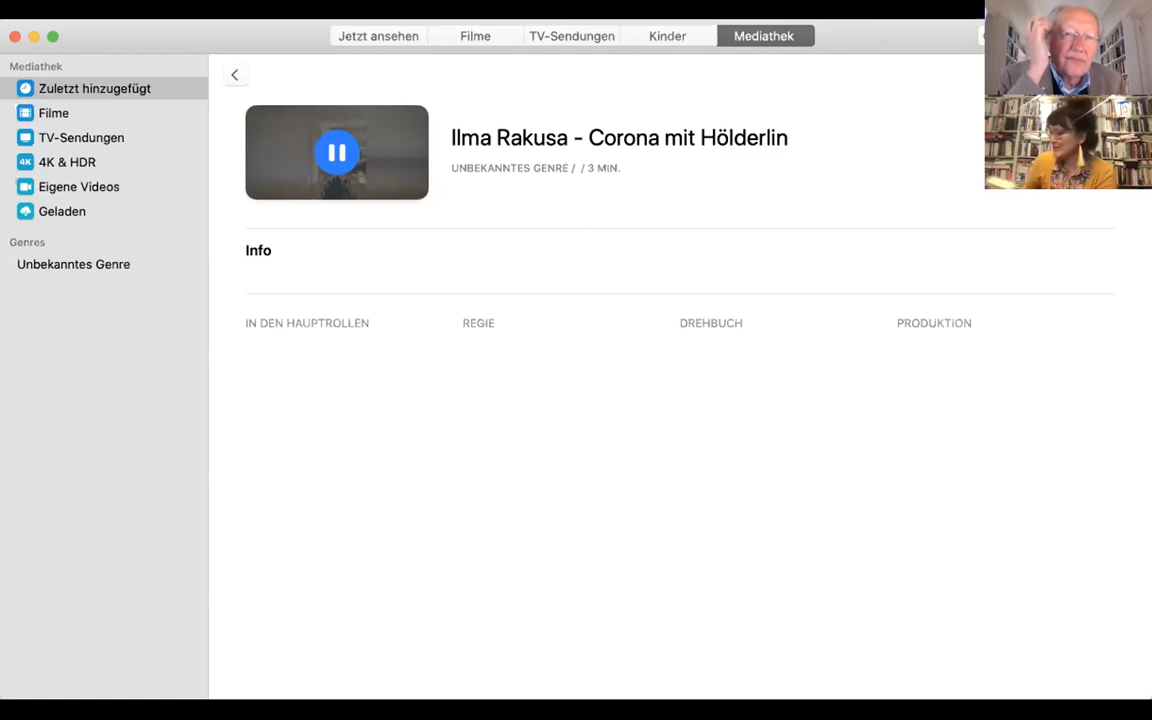 Jetzt ansehen Filme TV-Sendungen Kinder Mediathek
Mediathek
Zuletzt hinzugefügt
Filme
TV-Sendungen
4K 4K & HDR
Eigene Videos
Geladen
Genres
Unbekanntes Genre
Ilma Rakusa - Corona mit Hölderlin
UNBEKANNTES GENRE / / 3 MIN.
Info
IN DEN HAUPTROLLEN REGIE DREHBUCH PRODUKTION